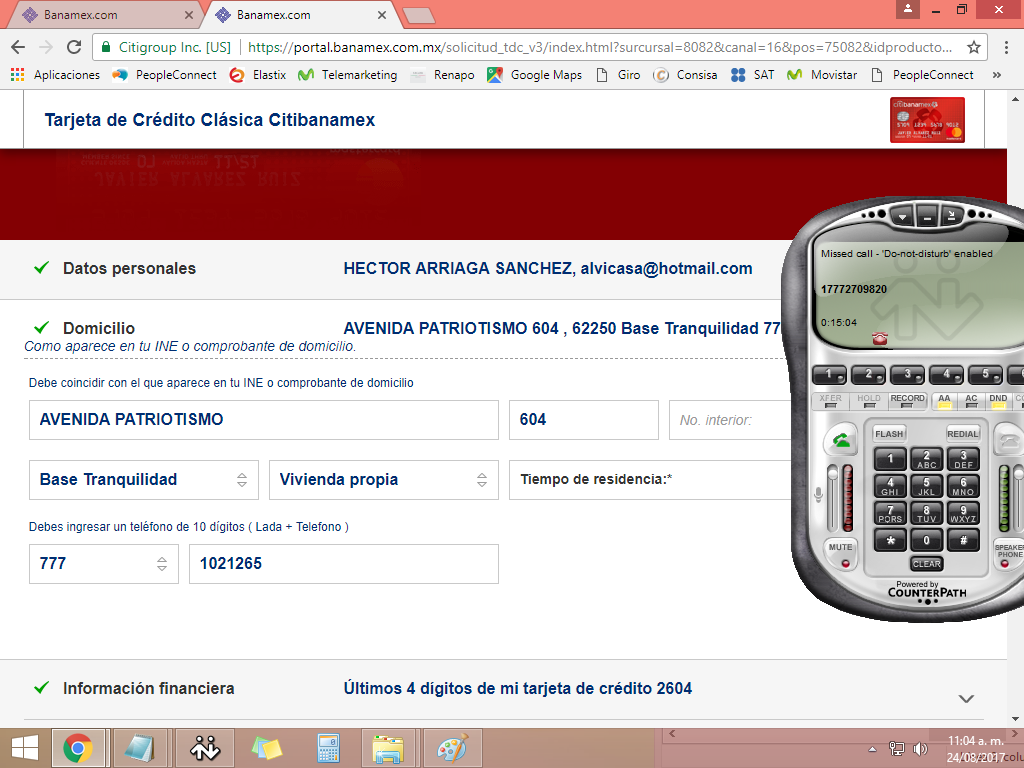 Banamex.com
Banamex.com
Citigroup Inc. [US] https://portal.banamex.com.mx/solicitud_tdc_v3/index.html?surcursal=8082&canal=16&pos=75082&idproducto...
Aplicaciones PeopleConnect Elastix Telemarketing Renapo Google Maps Giro Consisa SAT Movistar PeopleConnect »
Tarjeta de Crédito Clásica Citibanamex
citibanamex
JAVIER ALVAREZ RUIZ
Datos personales HECTOR ARRIAGA SANCHEZ, alvicasa@hotmail.com
Domicilio AVENIDA PATRIOTISMO 604 , 62250 Base Tranquilidad 77
Como aparece en tu INE o comprobante de domicilio.
Debe coincidir con el que aparece en tu INE o comprobante de domicilio
AVENIDA PATRIOTISMO 604 No. interior:
Base Tranquilidad Vivienda propia Tiempo de residencia:*
Debes ingresar un teléfono de 10 dígitos ( Lada + Telefono )
777 1021265
Información financiera Últimos 4 dígitos de mi tarjeta de crédito 2604
Missed call - 'Do-not-disturb' enabled
17772709820
0:15:04
1 2 3 4 5 6
XFER HOLD RECORD AA AC DND CO
FLASH REDIAL
1 2 ABC 3 DEF
4 GHI 5 JKL 6 MNO
7 PQRS 8 TUV 9 WXYZ
* 0 #
MUTE CLEAR SPEAKER PHONE
Powered by
COUNTERPATH
11:04 a. m.
24/08/2017